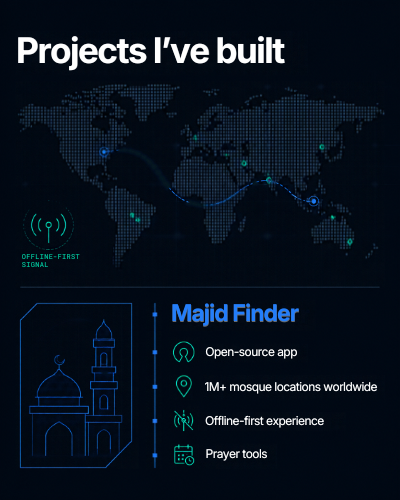 Projects I’ve built
OFFLINE-FIRST
SIGNAL
Majid Finder
Open-source app
1M+ mosque locations worldwide
Offline-first experience
Prayer tools